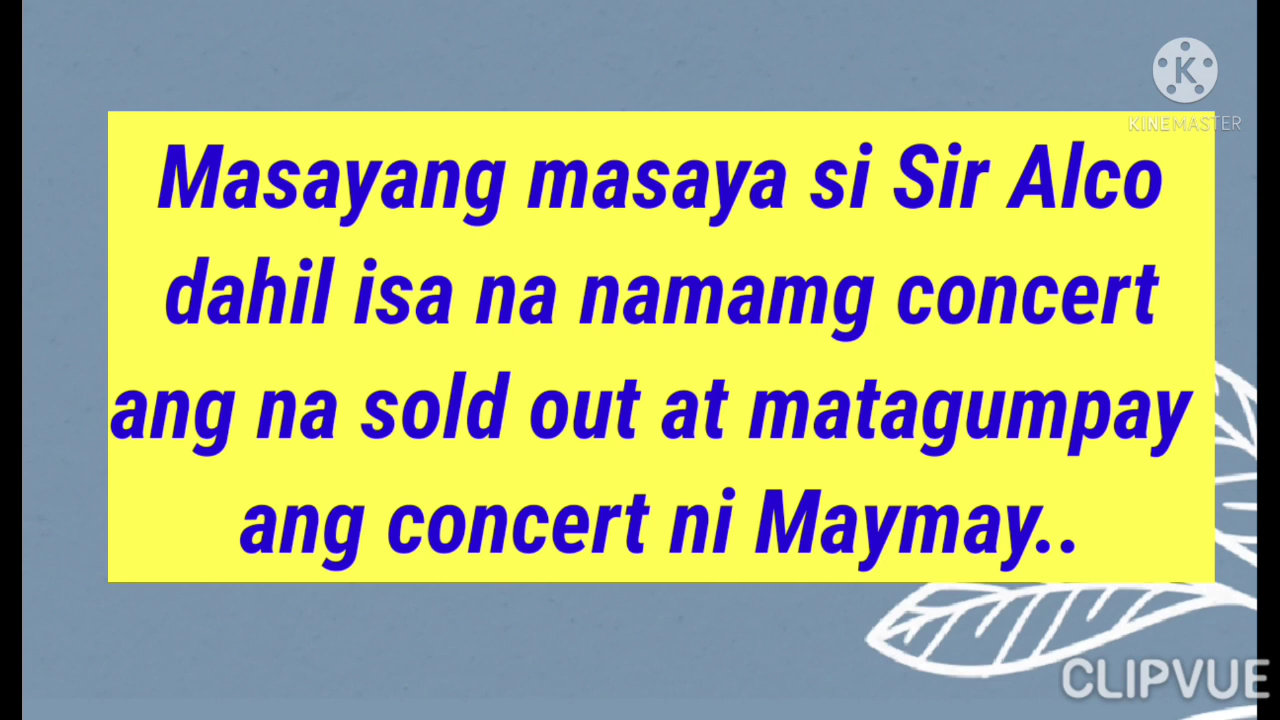 KINEMASTER
Masayang masaya si Sir Alco
dahil isa na namamg concert
ang na sold out at matagumpay
ang concert ni Maymay..
CLIPVUE